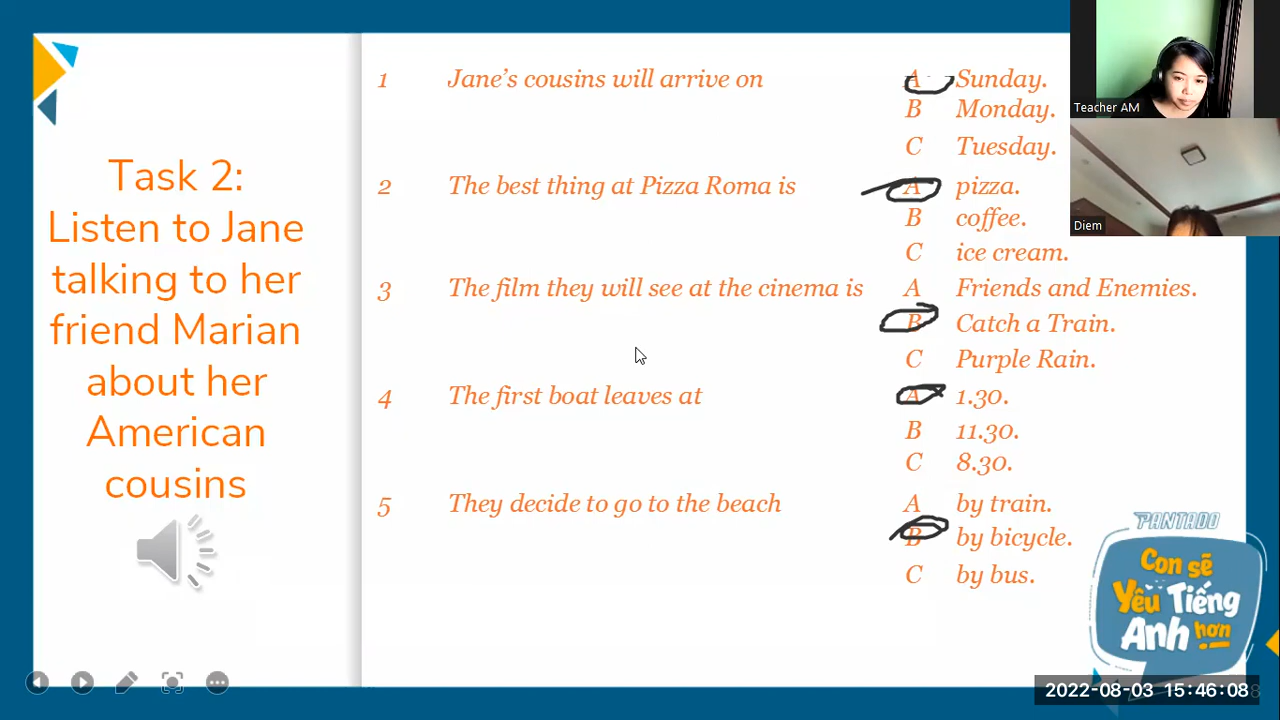 Task 2:
Listen to Jane
talking to her
friend Marian
about her
American
cousins
1 Jane's cousins will arrive on A Sunday.
B Monday.
C Tuesday.
2 The best thing at Pizza Roma is A pizza.
B coffee.
C ice cream.
3 The film they will see at the cinema is A Friends and Enemies.
B Catch a Train.
C Purple Rain.
4 The first boat leaves at A 1.30.
B 11.30.
C 8.30.
5 They decide to go to the beach A by train.
B by bicycle.
C by bus.
Teacher AM
Diem
PANTADO
Con sẽ
Yêu Tiếng
Anh hơn
2022-08-03 15:46:08